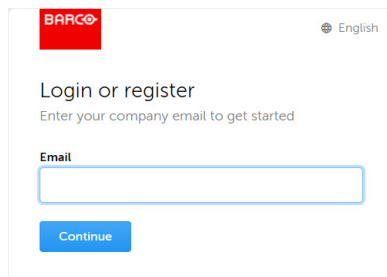 BARCO
English
Login or register
Enter your company email to get started
Email
Continue